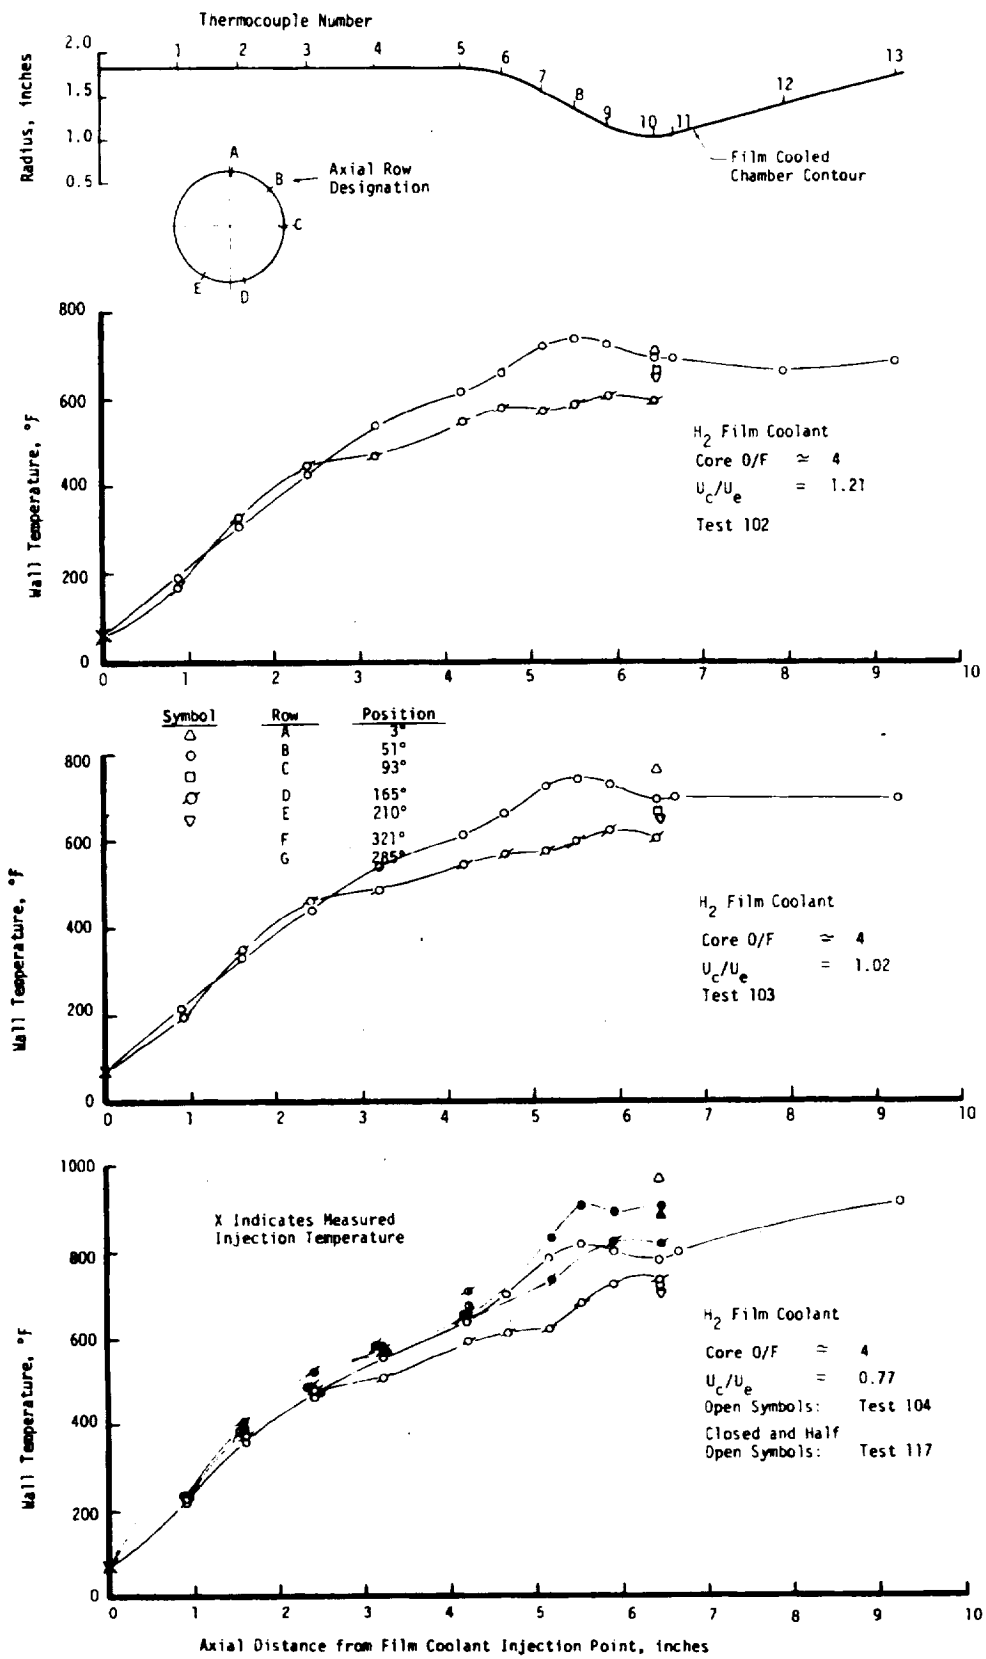 Thermocouple Number
1 2 3 4 5 6 7 8 9 10 11 12 13
Radius, inches
2.0
1.5
1.0
0.5
Film Cooled
Chamber Contour
Axial Row
Designation
A
B
C
D
E
Wall Temperature, °F
800
600
400
200
0
0 1 2 3 4 5 6 7 8 9 10
H2 Film Coolant
Core O/F ≃ 4
Uc/Ue = 1.21
Test 102
Symbol Row Position
△ A 3°
○ B 51°
□ C 93°
D 165°
▽ E 210°
F 321°
G 285°
Wall Temperature, °F
800
600
400
200
0
0 1 2 3 4 5 6 7 8 9 10
H2 Film Coolant
Core O/F ≃ 4
Uc/Ue = 1.02
Test 103
Wall Temperature, °F
1000
800
600
400
200
0
X Indicates Measured
Injection Temperature
H2 Film Coolant
Core O/F ≃ 4
Uc/Ue = 0.77
Open Symbols: Test 104
Closed and Half
Open Symbols: Test 117
0 1 2 3 4 5 6 7 8 9 10
Axial Distance from Film Coolant Injection Point, inches